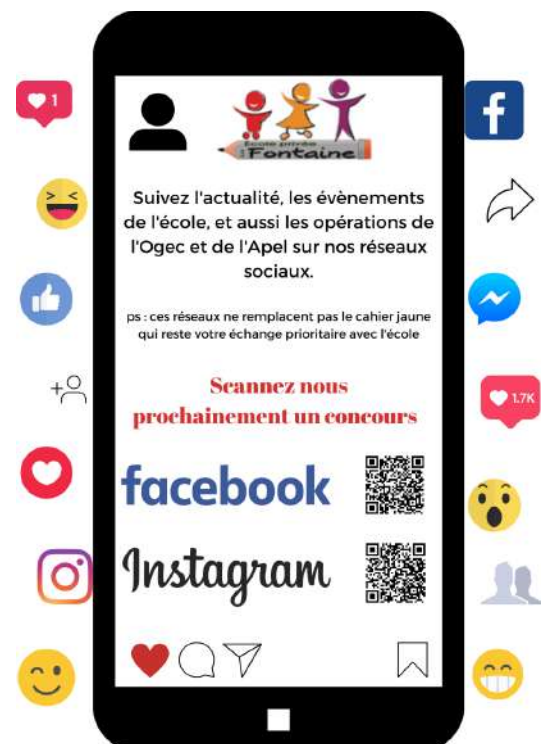 1
École privée
La Fontaine
Suivez l'actualité, les évènements
de l'école, et aussi les opérations de
l'Ogec et de l'Apel sur nos réseaux
sociaux.
ps : ces réseaux ne remplacent pas le cahier jaune
qui reste votre échange prioritaire avec l'école
Scannez nous
prochainement un concours
1.7K
facebook
Instagram